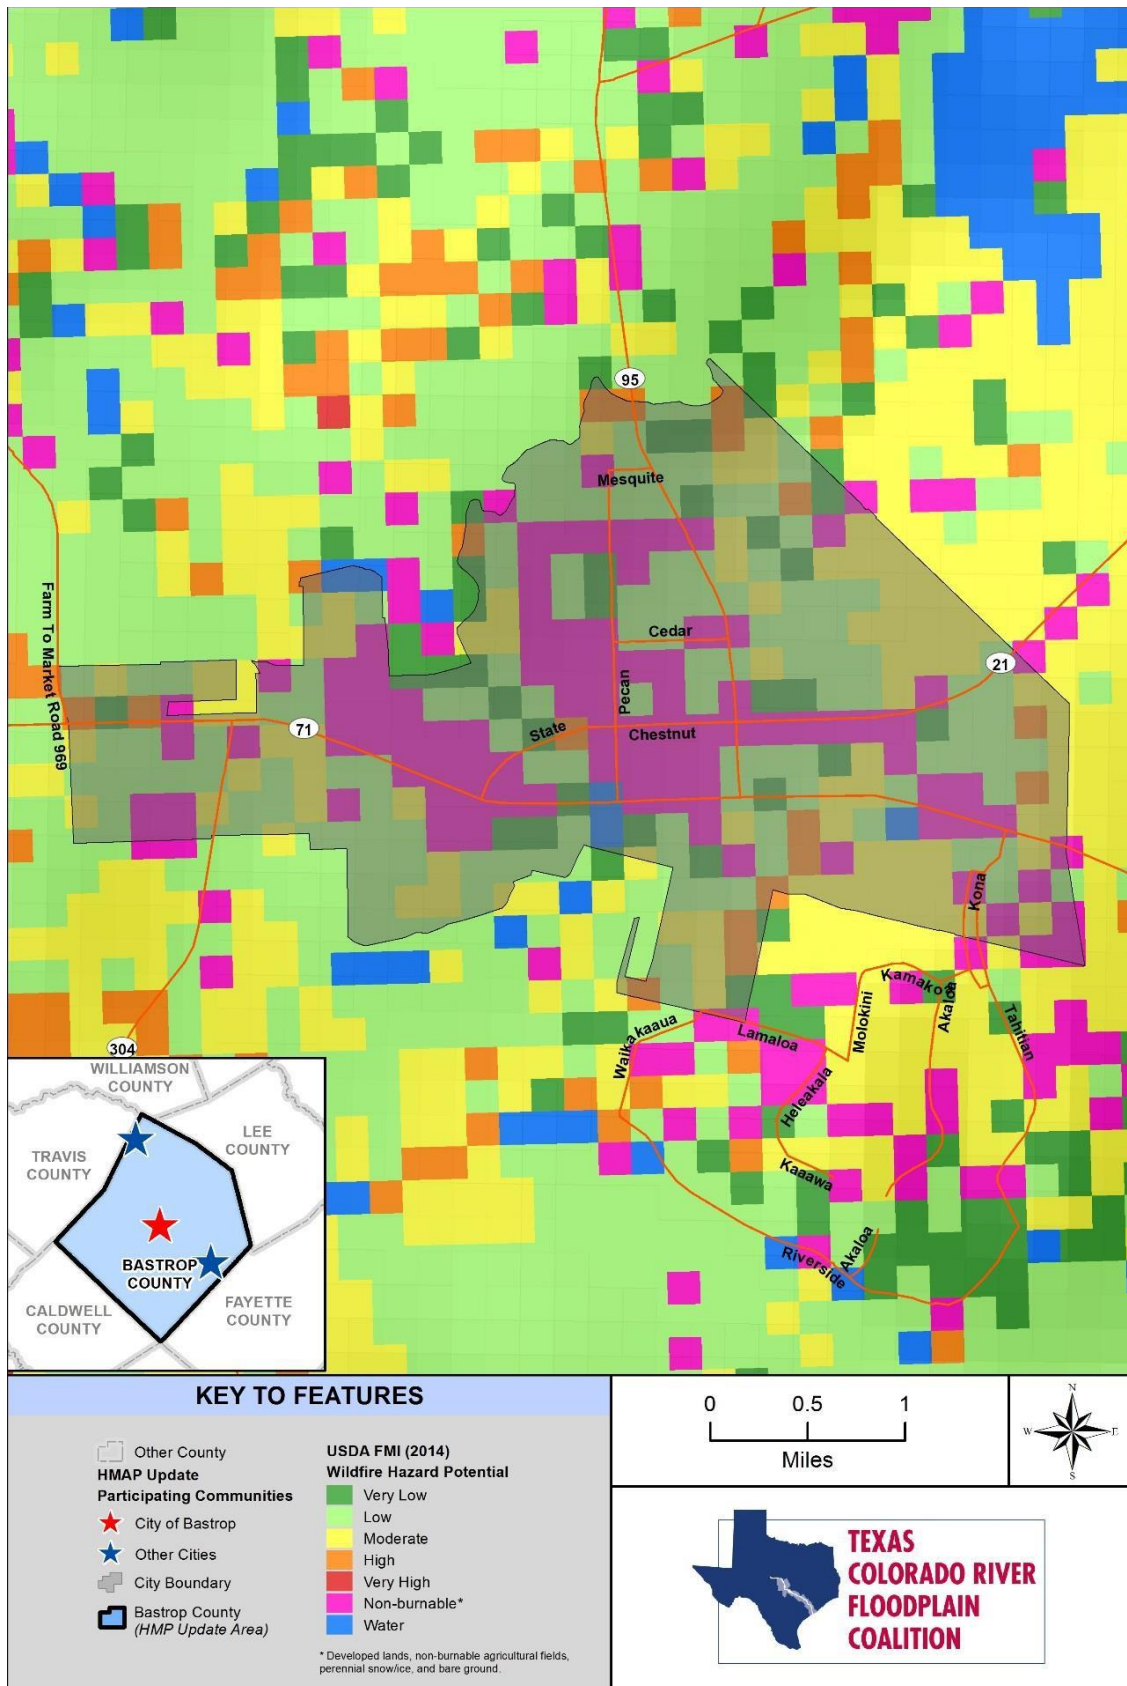 95
Mesquite
Farm To Market Road 969
Cedar
21
Pecan
71
State
Chestnut
Kona
Kamakoa
Akaloa
Molokini
Tahitian
Waikakaaua
Lamaloa
304
Heleakala
Kaaawa
Akaloa
Riverside
WILLIAMSON
COUNTY
LEE
COUNTY
TRAVIS
COUNTY
BASTROP
COUNTY
CALDWELL
COUNTY
FAYETTE
COUNTY
KEY TO FEATURES
Other County
HMAP Update
Participating Communities
City of Bastrop
Other Cities
City Boundary
Bastrop County
(HMP Update Area)
USDA FMI (2014)
Wildfire Hazard Potential
Very Low
Low
Moderate
High
Very High
Non-burnable*
Water
* Developed lands, non-burnable agricultural fields,
perennial snow/ice, and bare ground.
0 0.5 1
Miles
N
W E
S
TEXAS
COLORADO RIVER
FLOODPLAIN
COALITION